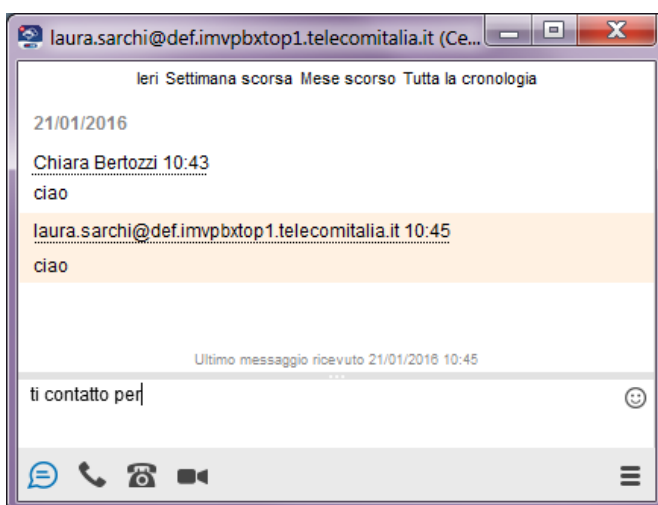 laura.sarchi@def.imvpbxtop1.telecomitalia.it (Ce...
Ieri Settimana scorsa Mese scorso Tutta la cronologia
21/01/2016
Chiara Bertozzi 10:43
ciao
laura.sarchi@def.imvpbxtop1.telecomitalia.it 10:45
ciao
Ultimo messaggio ricevuto 21/01/2016 10:45
ti contatto per